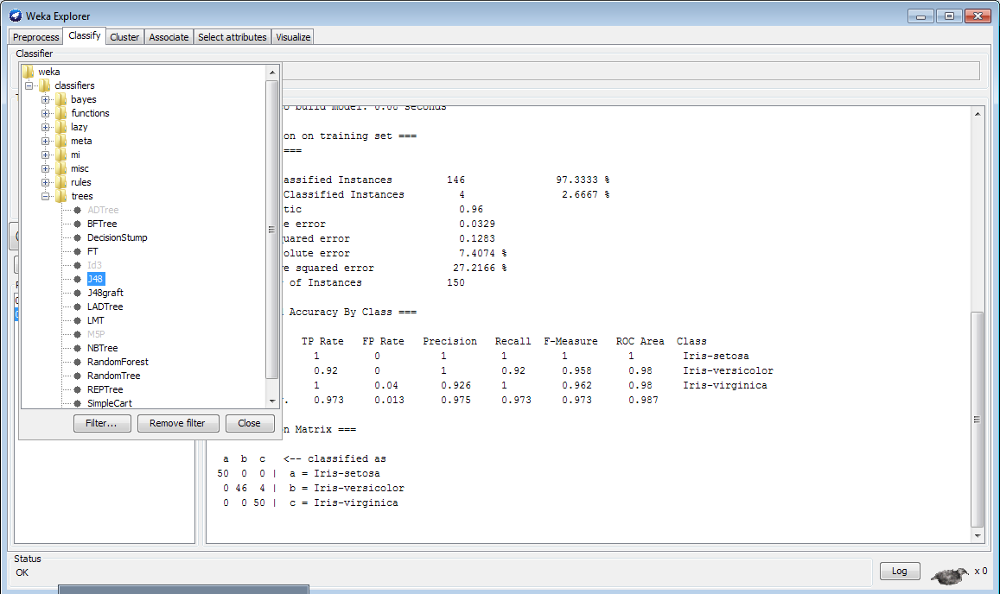 Weka Explorer
Preprocess Classify Cluster Associate Select attributes Visualize
Classifier
weka
classifiers
bayes
functions
lazy
meta
mi
misc
rules
trees
ADTree
BFTree
DecisionStump
FT
Id3
J48
J48graft
LADTree
LMT
M5P
NBTree
RandomForest
RandomTree
REPTree
SimpleCart
Filter... Remove filter Close
build model: 0.08 seconds
on on training set ===
===
assified Instances 146 97.3333 %
Classified Instances 4 2.6667 %
tic 0.96
e error 0.0329
uared error 0.1283
olute error 7.4074 %
e squared error 27.2166 %
of Instances 150
Accuracy By Class ===
TP Rate FP Rate Precision Recall F-Measure ROC Area Class
1 0 1 1 1 1 Iris-setosa
0.92 0 1 0.92 0.958 0.98 Iris-versicolor
1 0.04 0.926 1 0.962 0.98 Iris-virginica
. 0.973 0.013 0.975 0.973 0.973 0.987
on Matrix ===
a b c <-- classified as
50 0 0 | a = Iris-setosa
0 46 4 | b = Iris-versicolor
0 0 50 | c = Iris-virginica
Status
OK
Log
x 0